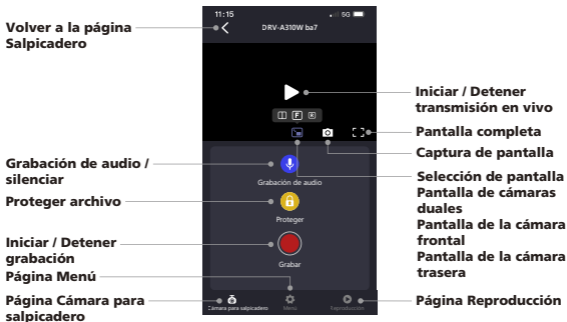 Volver a la página
Salpicadero
Grabación de audio /
silenciar
Proteger archivo
Iniciar / Detener
grabación
Página Menú
Página Cámara para
salpicadero
11:15
5G
DRV-A310W ba7
F
Grabación de audio
Proteger
Grabar
Cámara para salpicadero
Menú
Reproducción
Iniciar / Detener
transmisión en vivo
Pantalla completa
Captura de pantalla
Selección de pantalla
Pantalla de cámaras
duales
Pantalla de la cámara
frontal
Pantalla de la cámara
trasera
Página Reproducción